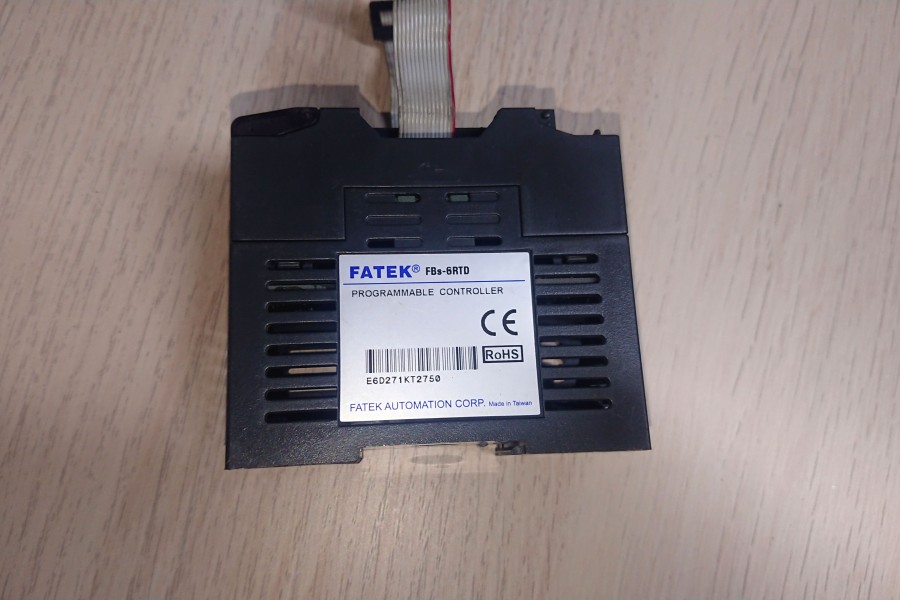 FATEK® FBs-6RTD
PROGRAMMABLE CONTROLLER
CE
RoHS
E6D271KT2750
FATEK AUTOMATION CORP. Made in Taiwan